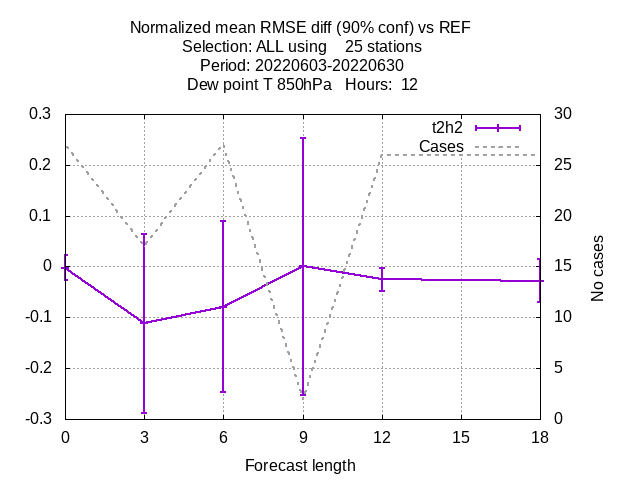 Normalized mean RMSE diff (90% conf) vs REF
Selection: ALL using    25 stations
Period: 20220603-20220630
Dew point T 850hPa   Hours:  12
t2h2
Cases
0.3
0.2
0.1
0
-0.1
-0.2
-0.3
30
25
20
15
10
5
0
No cases
0 3 6 9 12 15 18
Forecast length